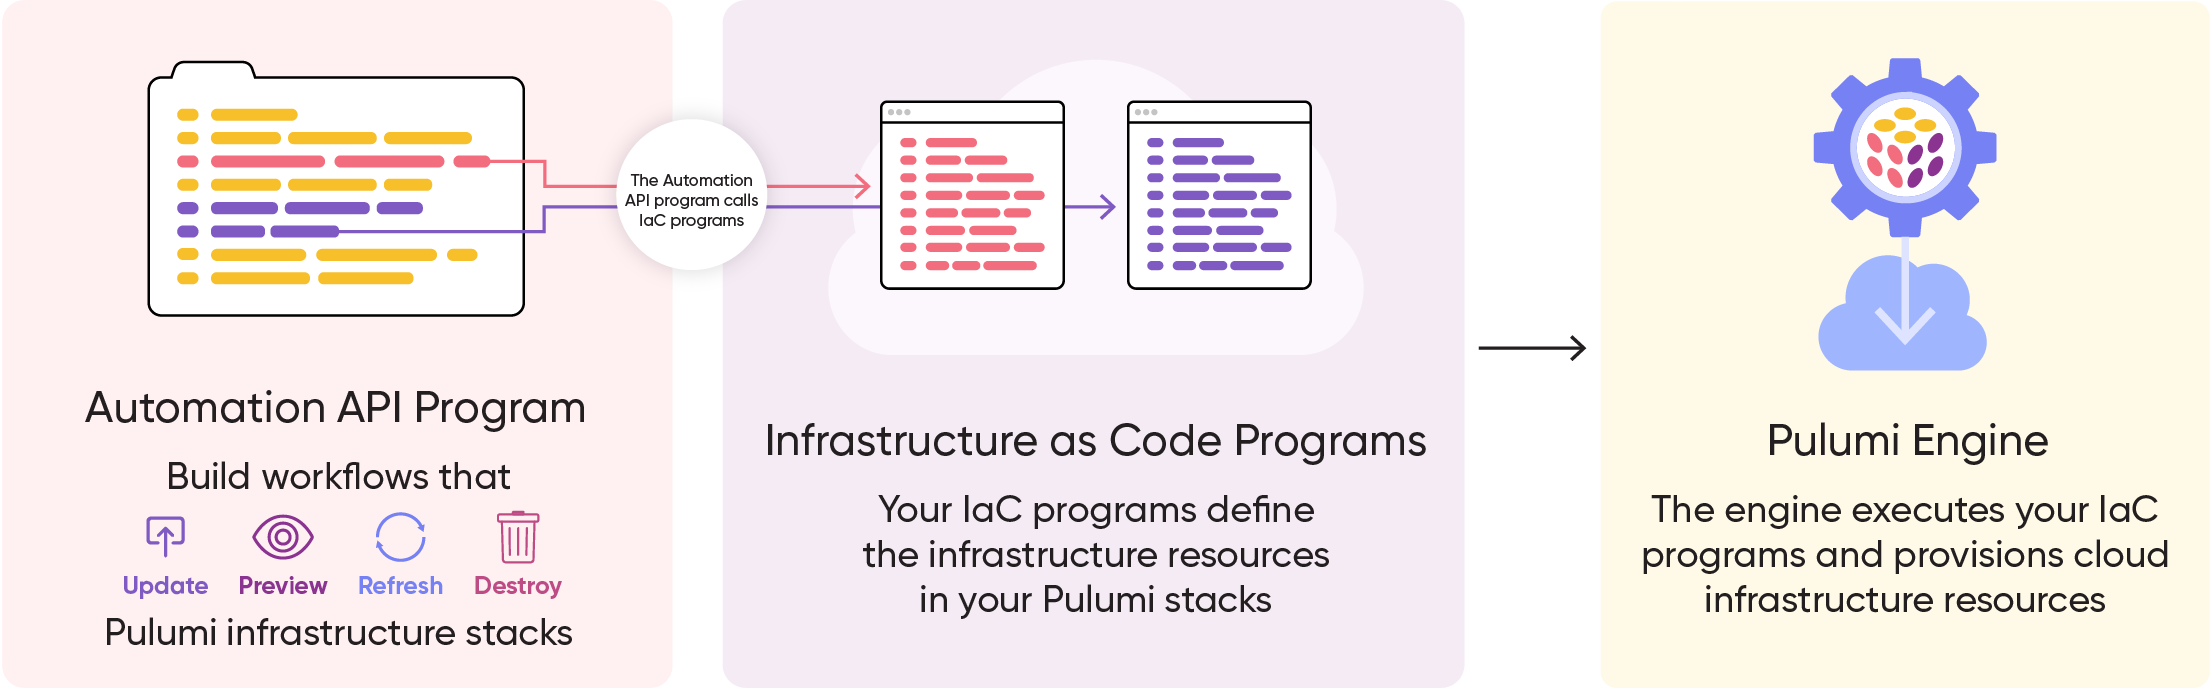 The Automation
API program calls
IaC programs
Automation API Program
Build workflows that
Update Preview Refresh Destroy
Pulumi infrastructure stacks
Infrastructure as Code Programs
Your IaC programs define
the infrastructure resources
in your Pulumi stacks
Pulumi Engine
The engine executes your IaC
programs and provisions cloud
infrastructure resources